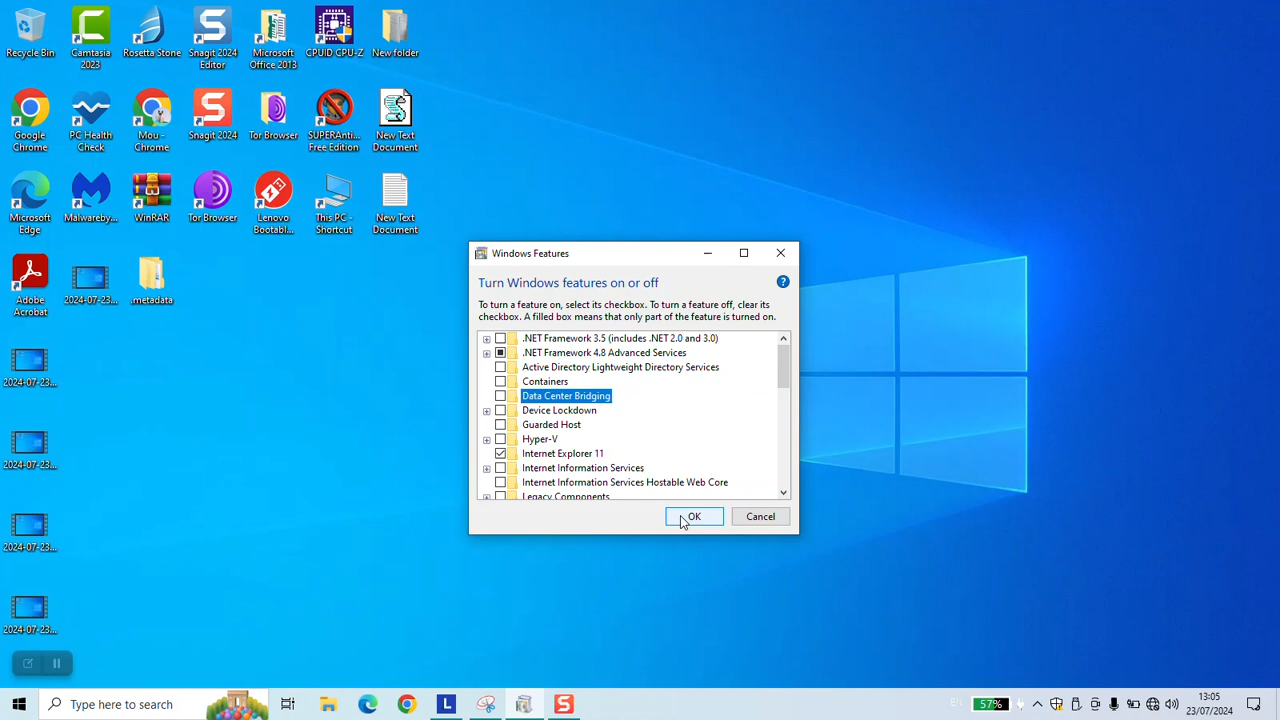 Recycle Bin
Camtasia
2023
Rosetta Stone
Snagit 2024
Editor
Microsoft
Office 2013
CPUID CPU-Z
New folder
Google
Chrome
PC Health
Check
Mou -
Chrome
Snagit 2024
Tor Browser
SUPERAnti...
Free Edition
New Text
Document
Microsoft
Edge
Malwareby...
WinRAR
Tor Browser
Lenovo
Bootabl...
This PC -
Shortcut
New Text
Document
Adobe
Acrobat
2024-07-23...
.metadata
2024-07-23...
2024-07-23...
2024-07-23...
2024-07-23...
Windows Features
Turn Windows features on or off
To turn a feature on, select its checkbox. To turn a feature off, clear its
checkbox. A filled box means that only part of the feature is turned on.
.NET Framework 3.5 (includes .NET 2.0 and 3.0)
.NET Framework 4.8 Advanced Services
Active Directory Lightweight Directory Services
Containers
Data Center Bridging
Device Lockdown
Guarded Host
Hyper-V
Internet Explorer 11
Internet Information Services
Internet Information Services Hostable Web Core
Legacy Components
OK
Cancel
Type here to search
EN
57%
13:05
23/07/2024